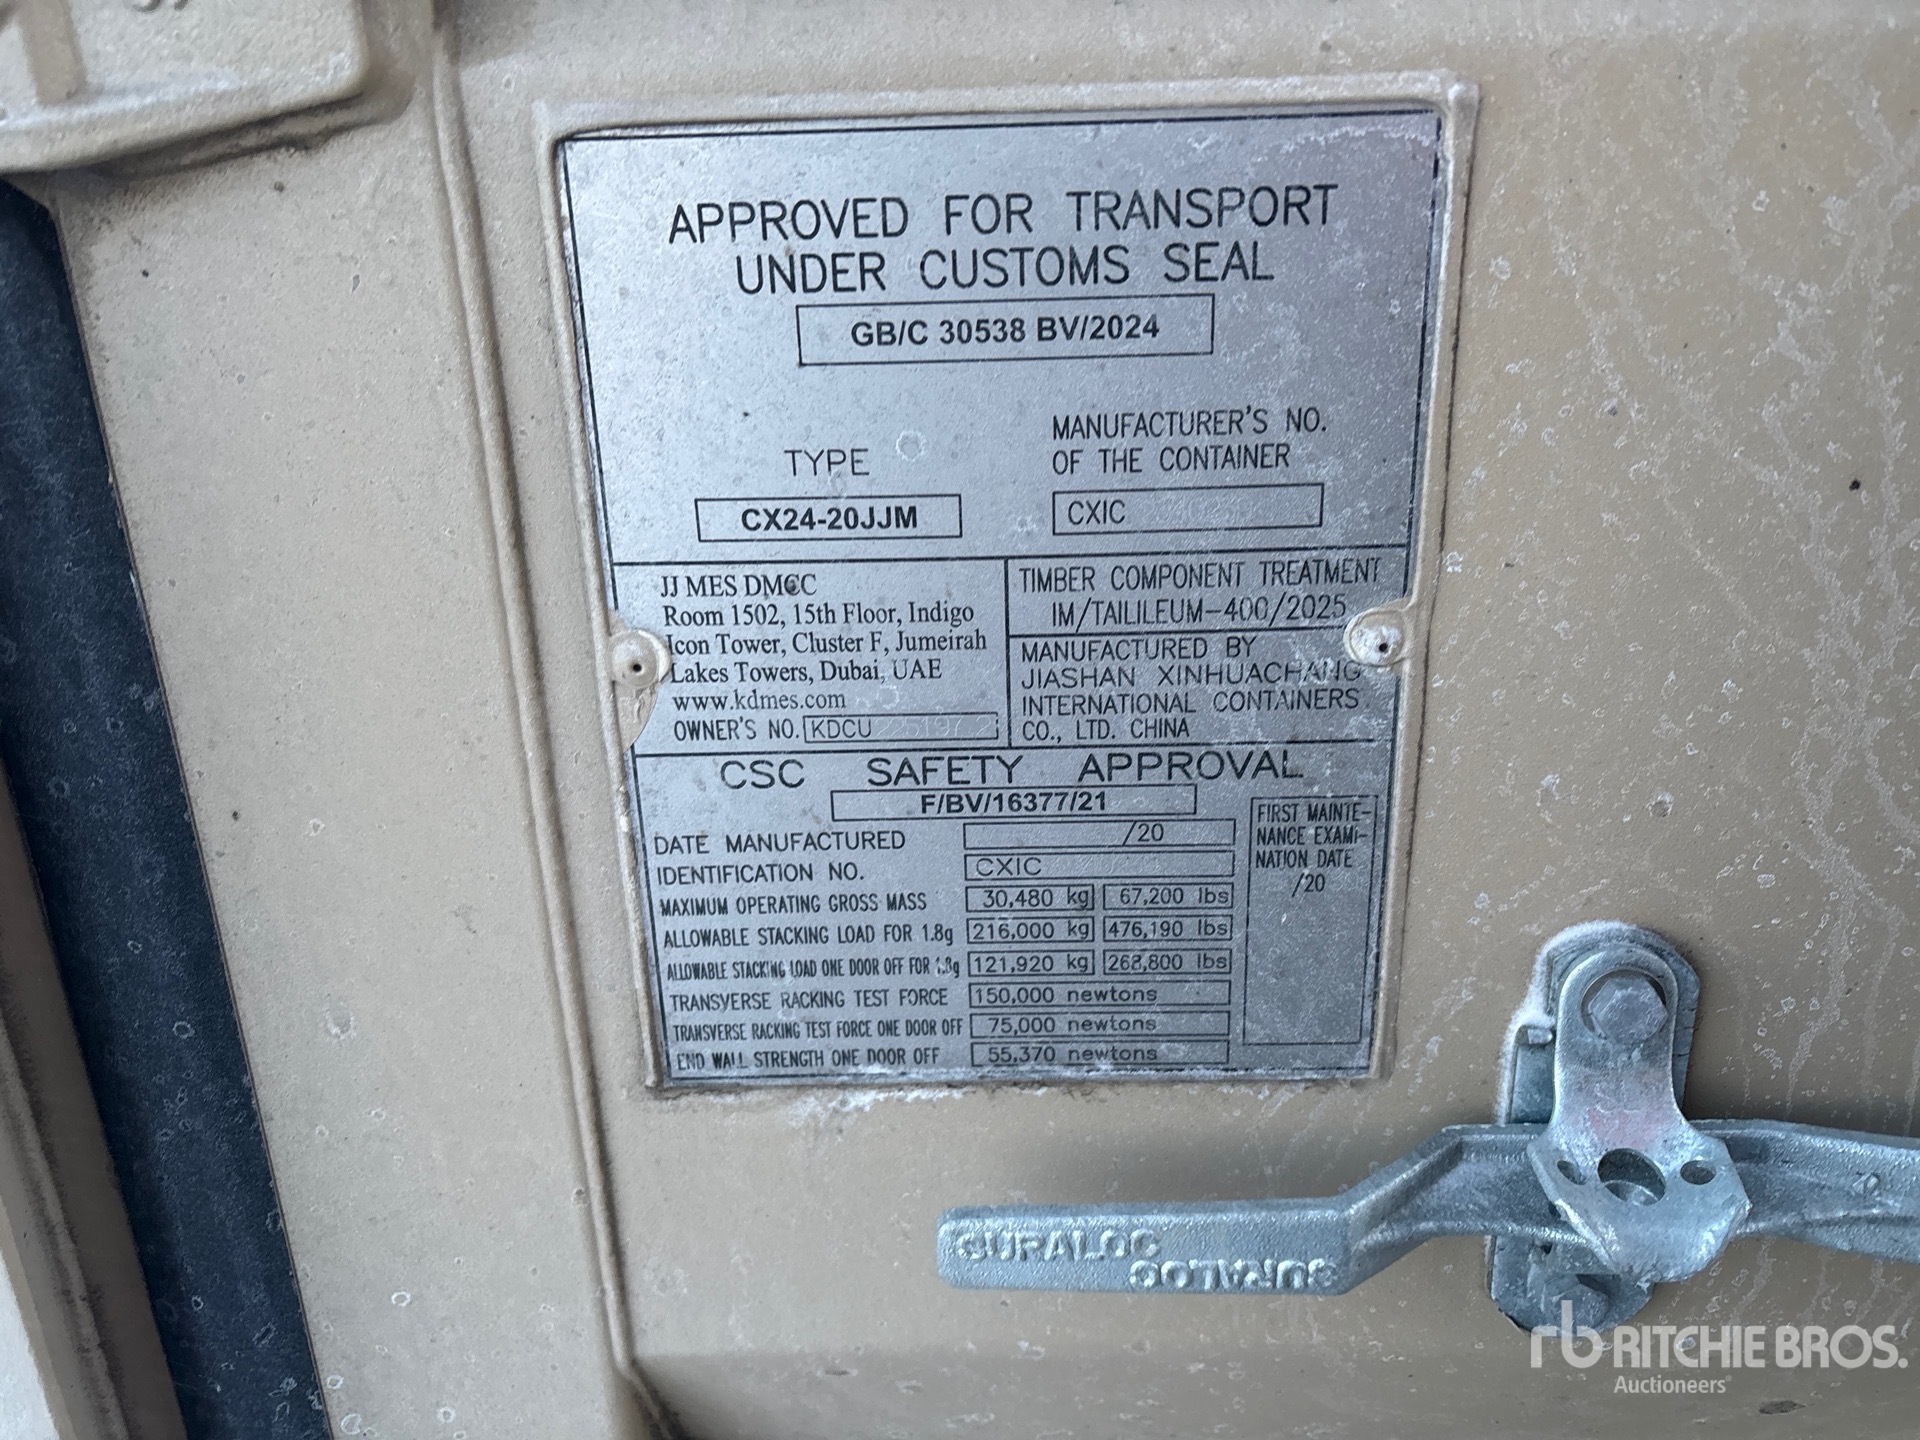 APPROVED FOR TRANSPORT
UNDER CUSTOMS SEAL
GB/C 30538 BV/2024
TYPE
CX24-20JJM
MANUFACTURER'S NO.
OF THE CONTAINER
CXIC
JJ MES DMCC
Room 1502, 15th Floor, Indigo
Icon Tower, Cluster F, Jumeirah
Lakes Towers, Dubai, UAE
www.kdmes.com
OWNER'S NO. KDCU
TIMBER COMPONENT TREATMENT
IM/TAILILEUM-400/2025
MANUFACTURED BY
JIASHAN XINHUACHANG
INTERNATIONAL CONTAINERS
CO., LTD. CHINA
CSC SAFETY APPROVAL
F/BV/16377/21
DATE MANUFACTURED /20
IDENTIFICATION NO. CXIC
MAXIMUM OPERATING GROSS MASS 30,480 kg 67,200 lbs
ALLOWABLE STACKING LOAD FOR 1.8g 216,000 kg 476,190 lbs
ALLOWABLE STACKING LOAD ONE DOOR OFF FOR 1.8g 121,920 kg 268,800 lbs
TRANSVERSE RACKING TEST FORCE 150,000 newtons
TRANSVERSE RACKING TEST FORCE ONE DOOR OFF 75,000 newtons
END WALL STRENGTH ONE DOOR OFF 55,370 newtons
FIRST MAINTE-
NANCE EXAMI-
NATION DATE
/20
SURALOC
SURALOC
rb RITCHIE BROS.
Auctioneers